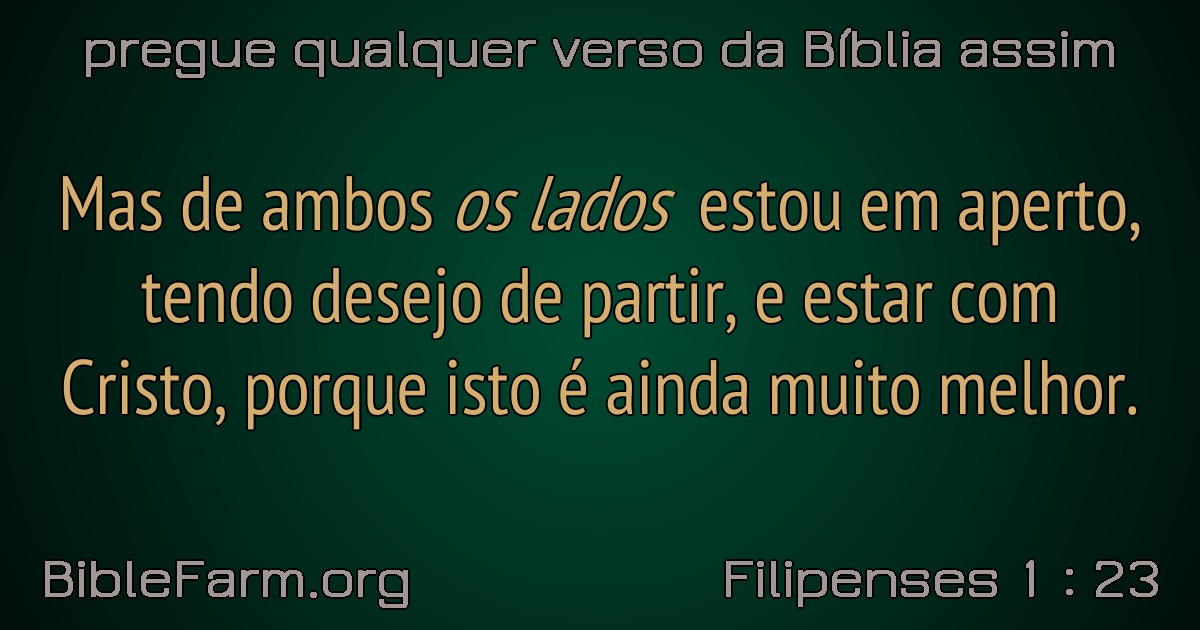 pregue qualquer verso da Bíblia assim
Mas de ambos os lados estou em aperto,
tendo desejo de partir, e estar com
Cristo, porque isto é ainda muito melhor.
BibleFarm.org
Filipenses 1 : 23